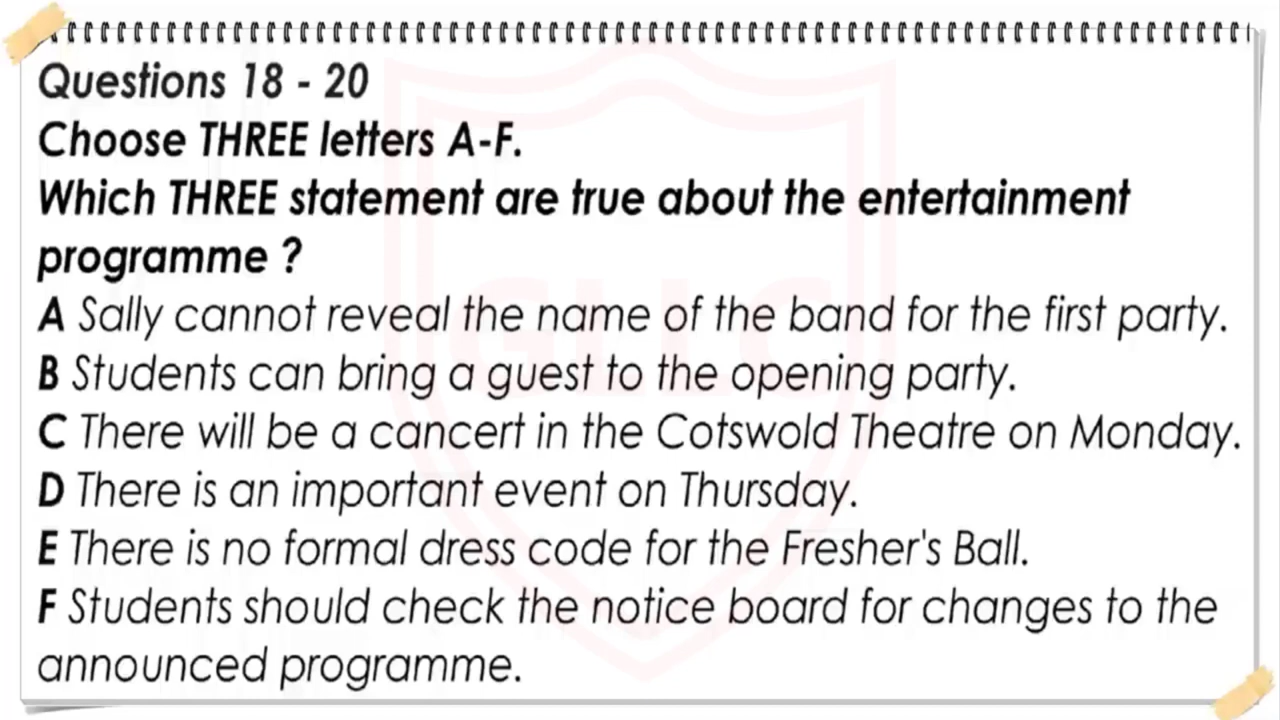 Questions 18 - 20
Choose THREE letters A-F.
Which THREE statement are true about the entertainment
programme ?
A Sally cannot reveal the name of the band for the first party.
B Students can bring a guest to the opening party.
C There will be a cancert in the Cotswold Theatre on Monday.
D There is an important event on Thursday.
E There is no formal dress code for the Fresher's Ball.
F Students should check the notice board for changes to the
announced programme.
GLLC